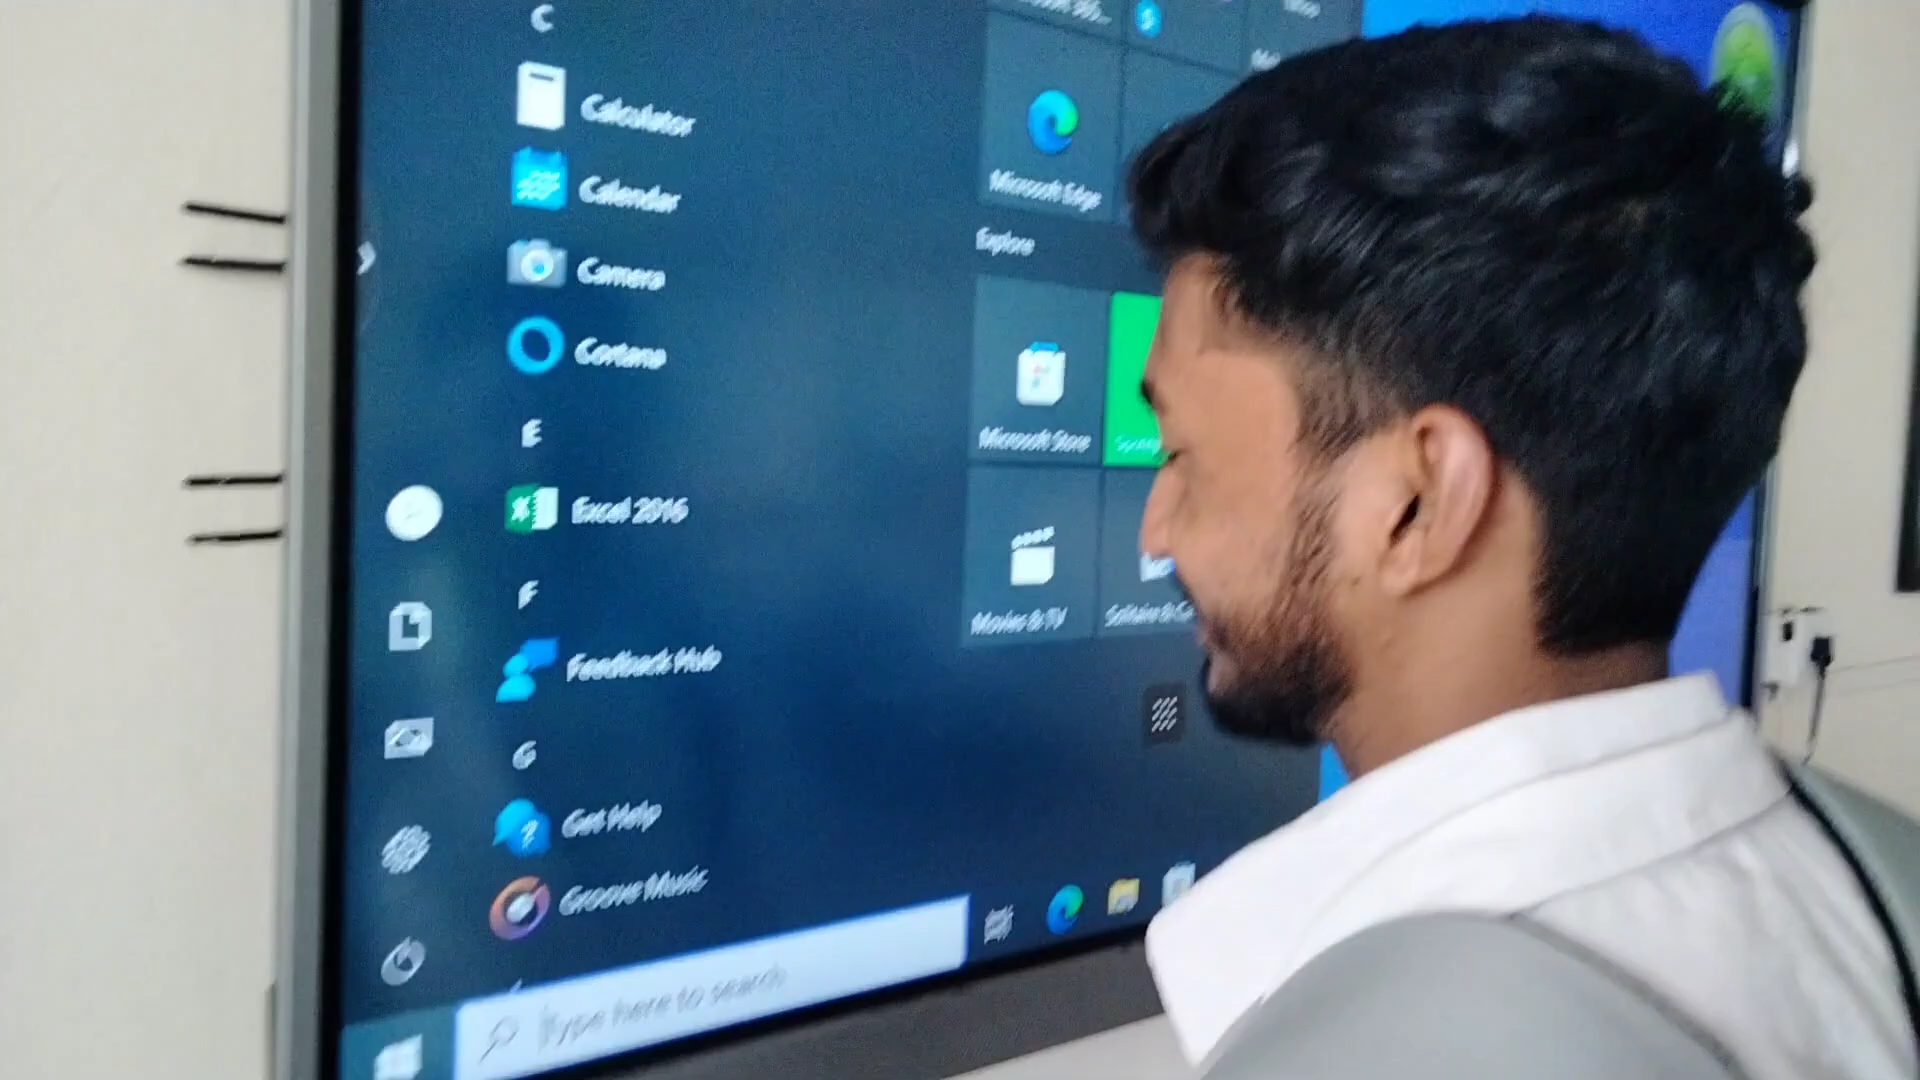 C
Calculator
Calendar
Camera
Cortana
E
Excel 2016
F
Feedback Hub
G
Get Help
Groove Music
Type here to search
Microsoft Edge
Explore
Microsoft Store
Movies & TV
Solitaire & C